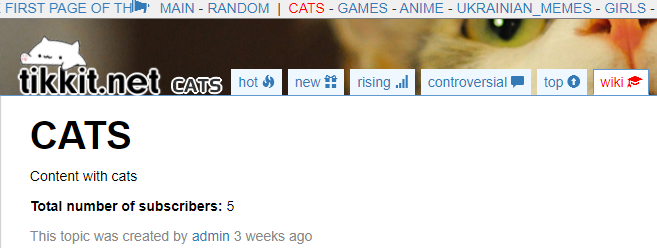 FIRST PAGE OF TH MAIN - RANDOM | CATS - GAMES - ANIME - UKRAINIAN_MEMES - GIRLS -
tikkit.net CATS hot new rising controversial top wiki
CATS
Content with cats
Total number of subscribers: 5
This topic was created by admin 3 weeks ago